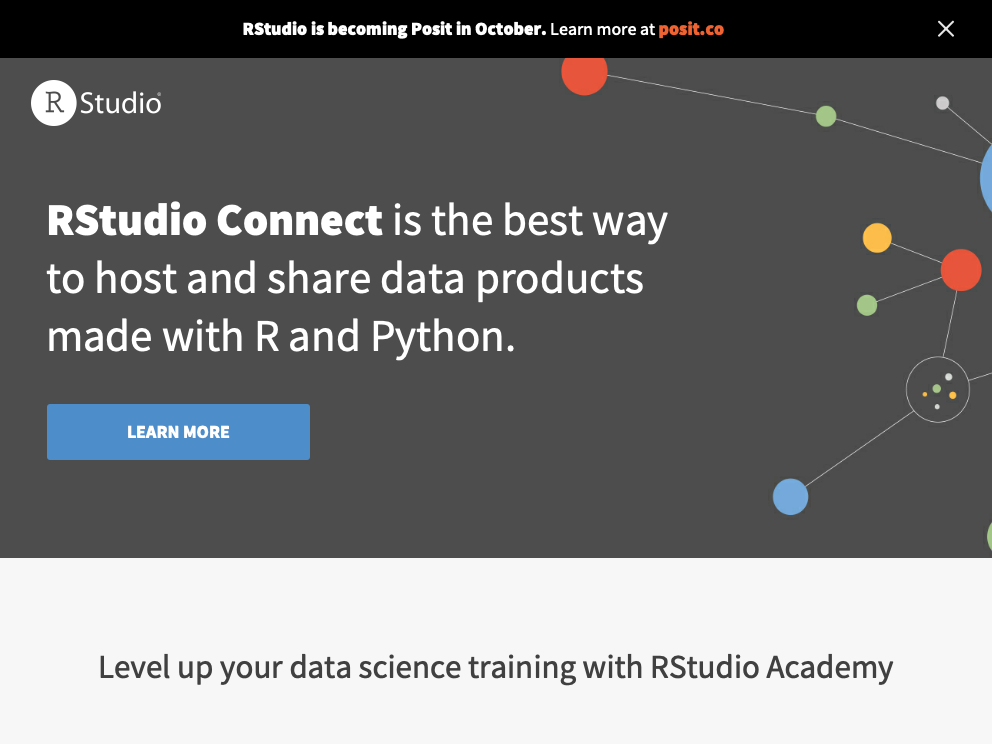 RStudio is becoming Posit in October. Learn more at posit.co
R Studio®
RStudio Connect is the best way
to host and share data products
made with R and Python.
LEARN MORE
Level up your data science training with RStudio Academy